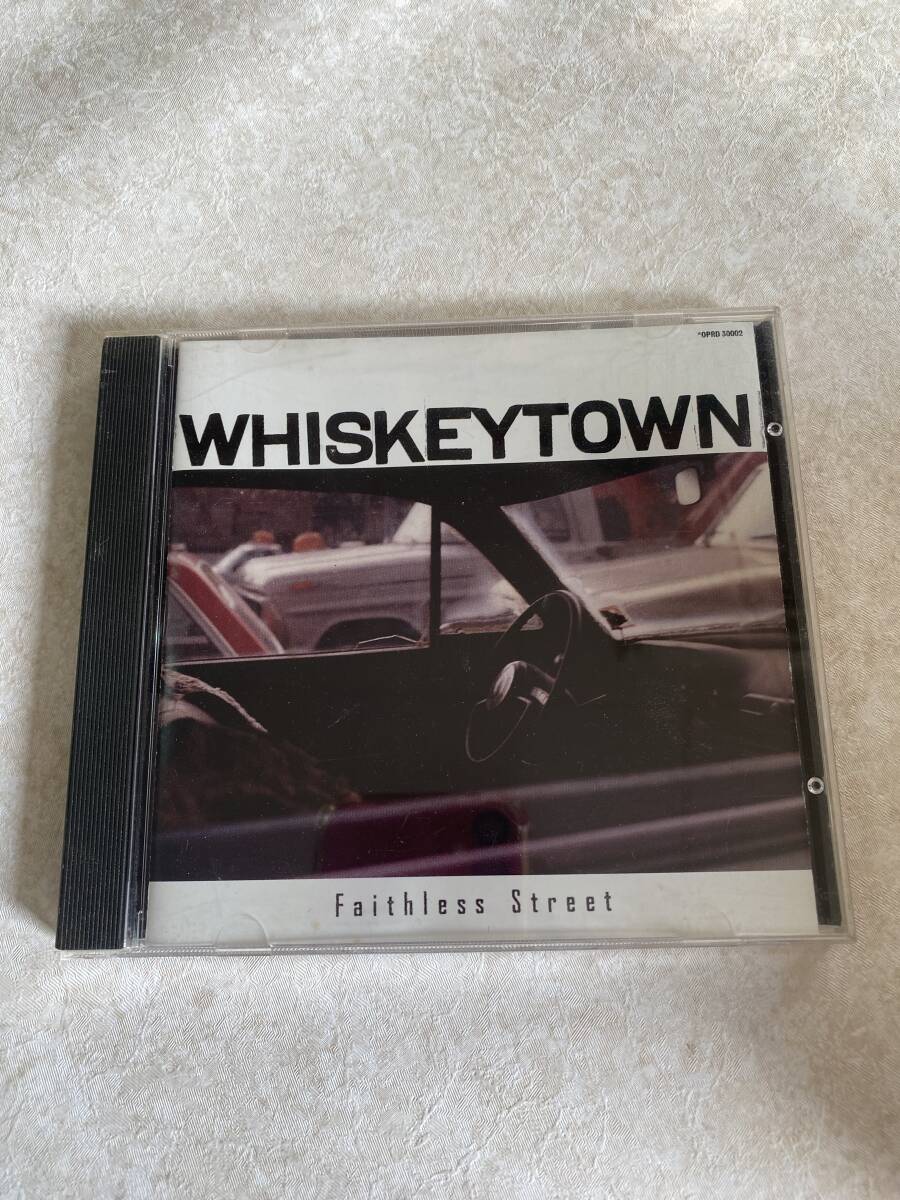 *OPRD 30002
WHISKEYTOWN
Faithless Street